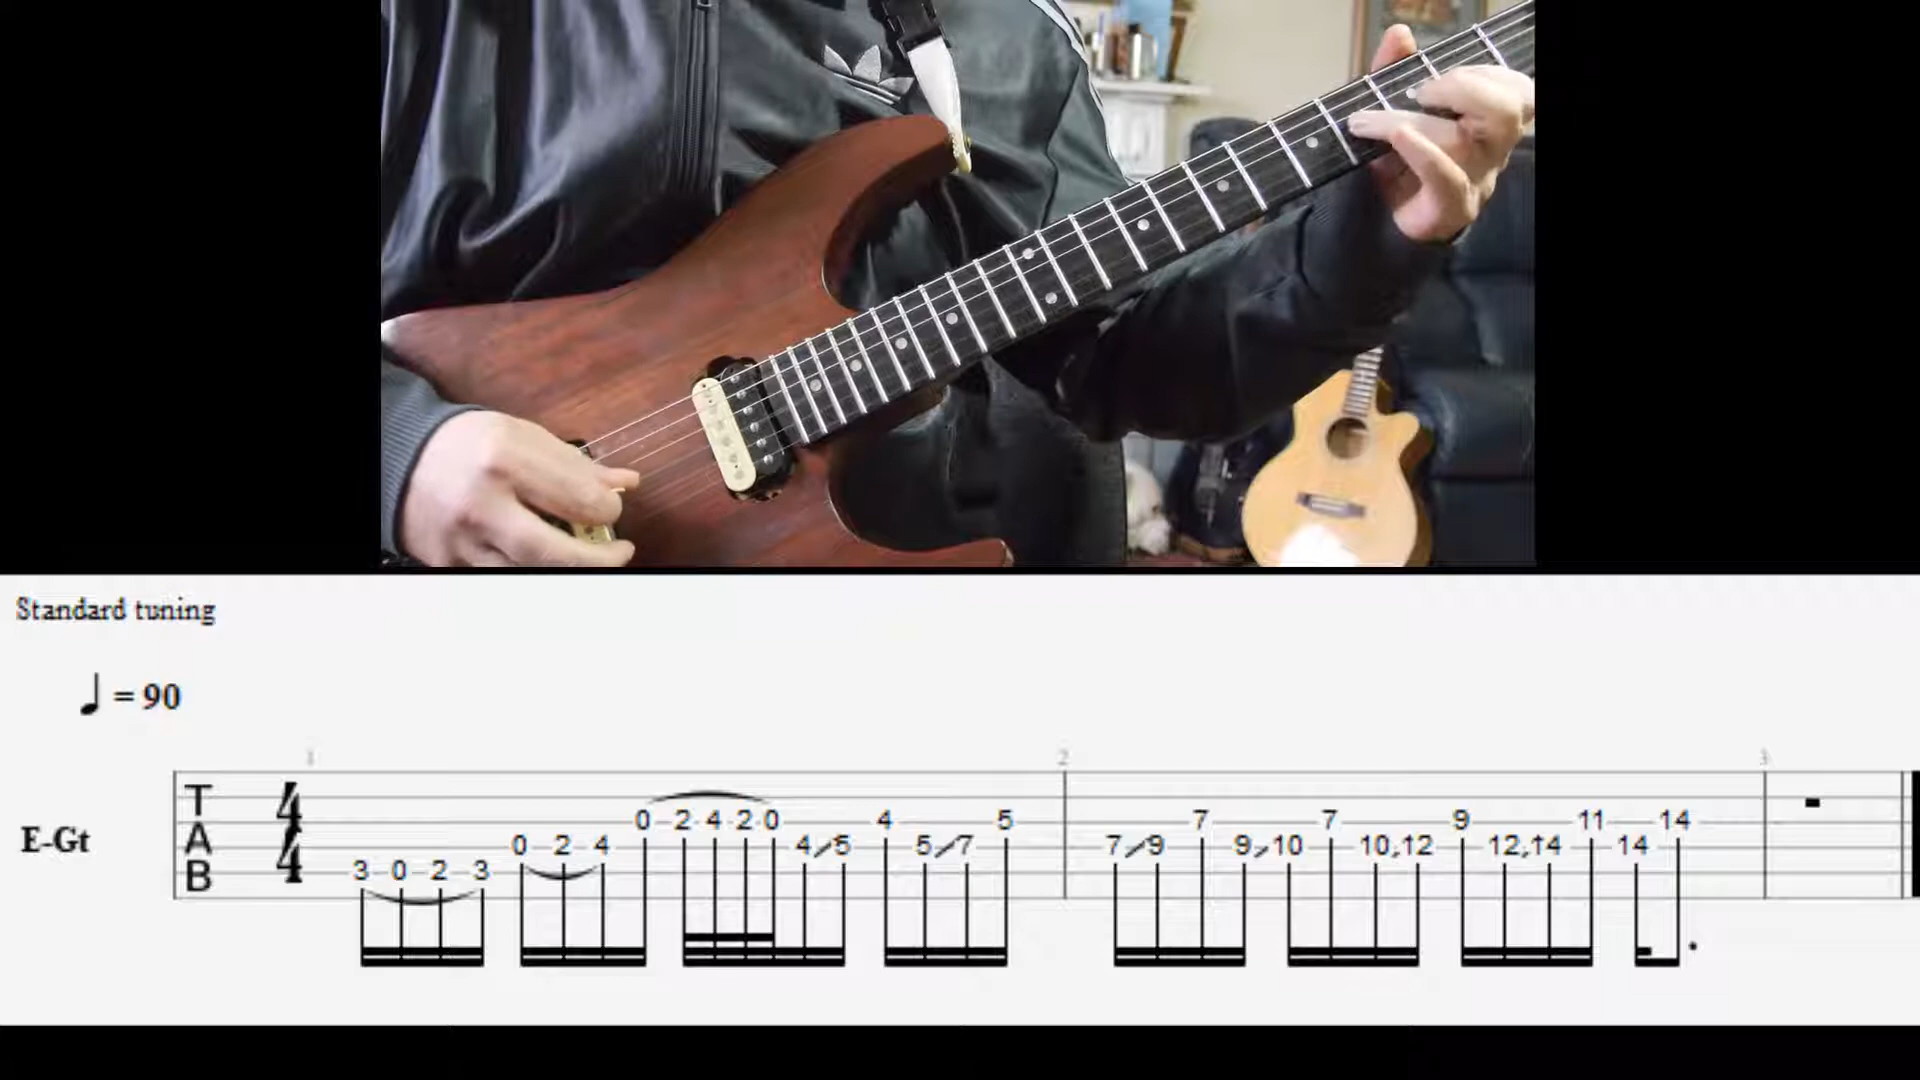 Standard tuning
♩ = 90
1 2 3
E-Gt
T A B
4 4
0 2 4 2 0 4 5 7 7 9 11 14
0 2 4 4/5 5/7 7/9 9/10 10/12 12/14 14
3 0 2 3